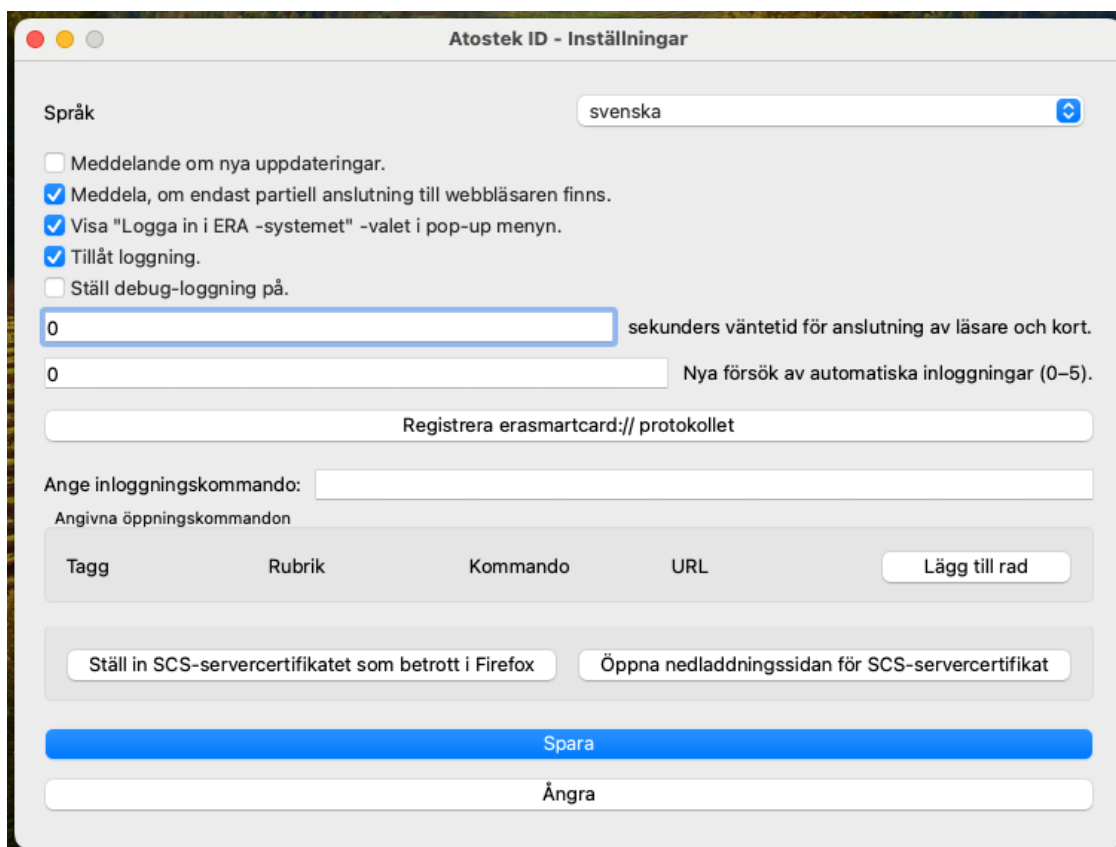 Atostek ID - Inställningar
Språk svenska
Meddelande om nya uppdateringar.
Meddela, om endast partiell anslutning till webbläsaren finns.
Visa "Logga in i ERA -systemet" -valet i pop-up menyn.
Tillåt loggning.
Ställ debug-loggning på.
0 sekunders väntetid för anslutning av läsare och kort.
0 Nya försök av automatiska inloggningar (0–5).
Registrera erasmartcard:// protokollet
Ange inloggningskommando:
Angivna öppningskommandon
Tagg Rubrik Kommando URL Lägg till rad
Ställ in SCS-servercertifikatet som betrott i Firefox Öppna nedladdningssidan för SCS-servercertifikat
Spara
Ångra